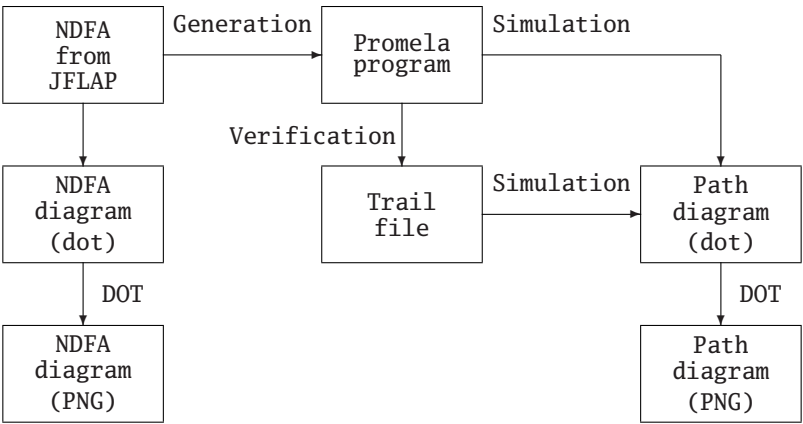 NDFA
from
JFLAP
Generation
Promela
program
Simulation
Verification
NDFA
diagram
(dot)
Trail
file
Simulation
Path
diagram
(dot)
DOT
DOT
NDFA
diagram
(PNG)
Path
diagram
(PNG)